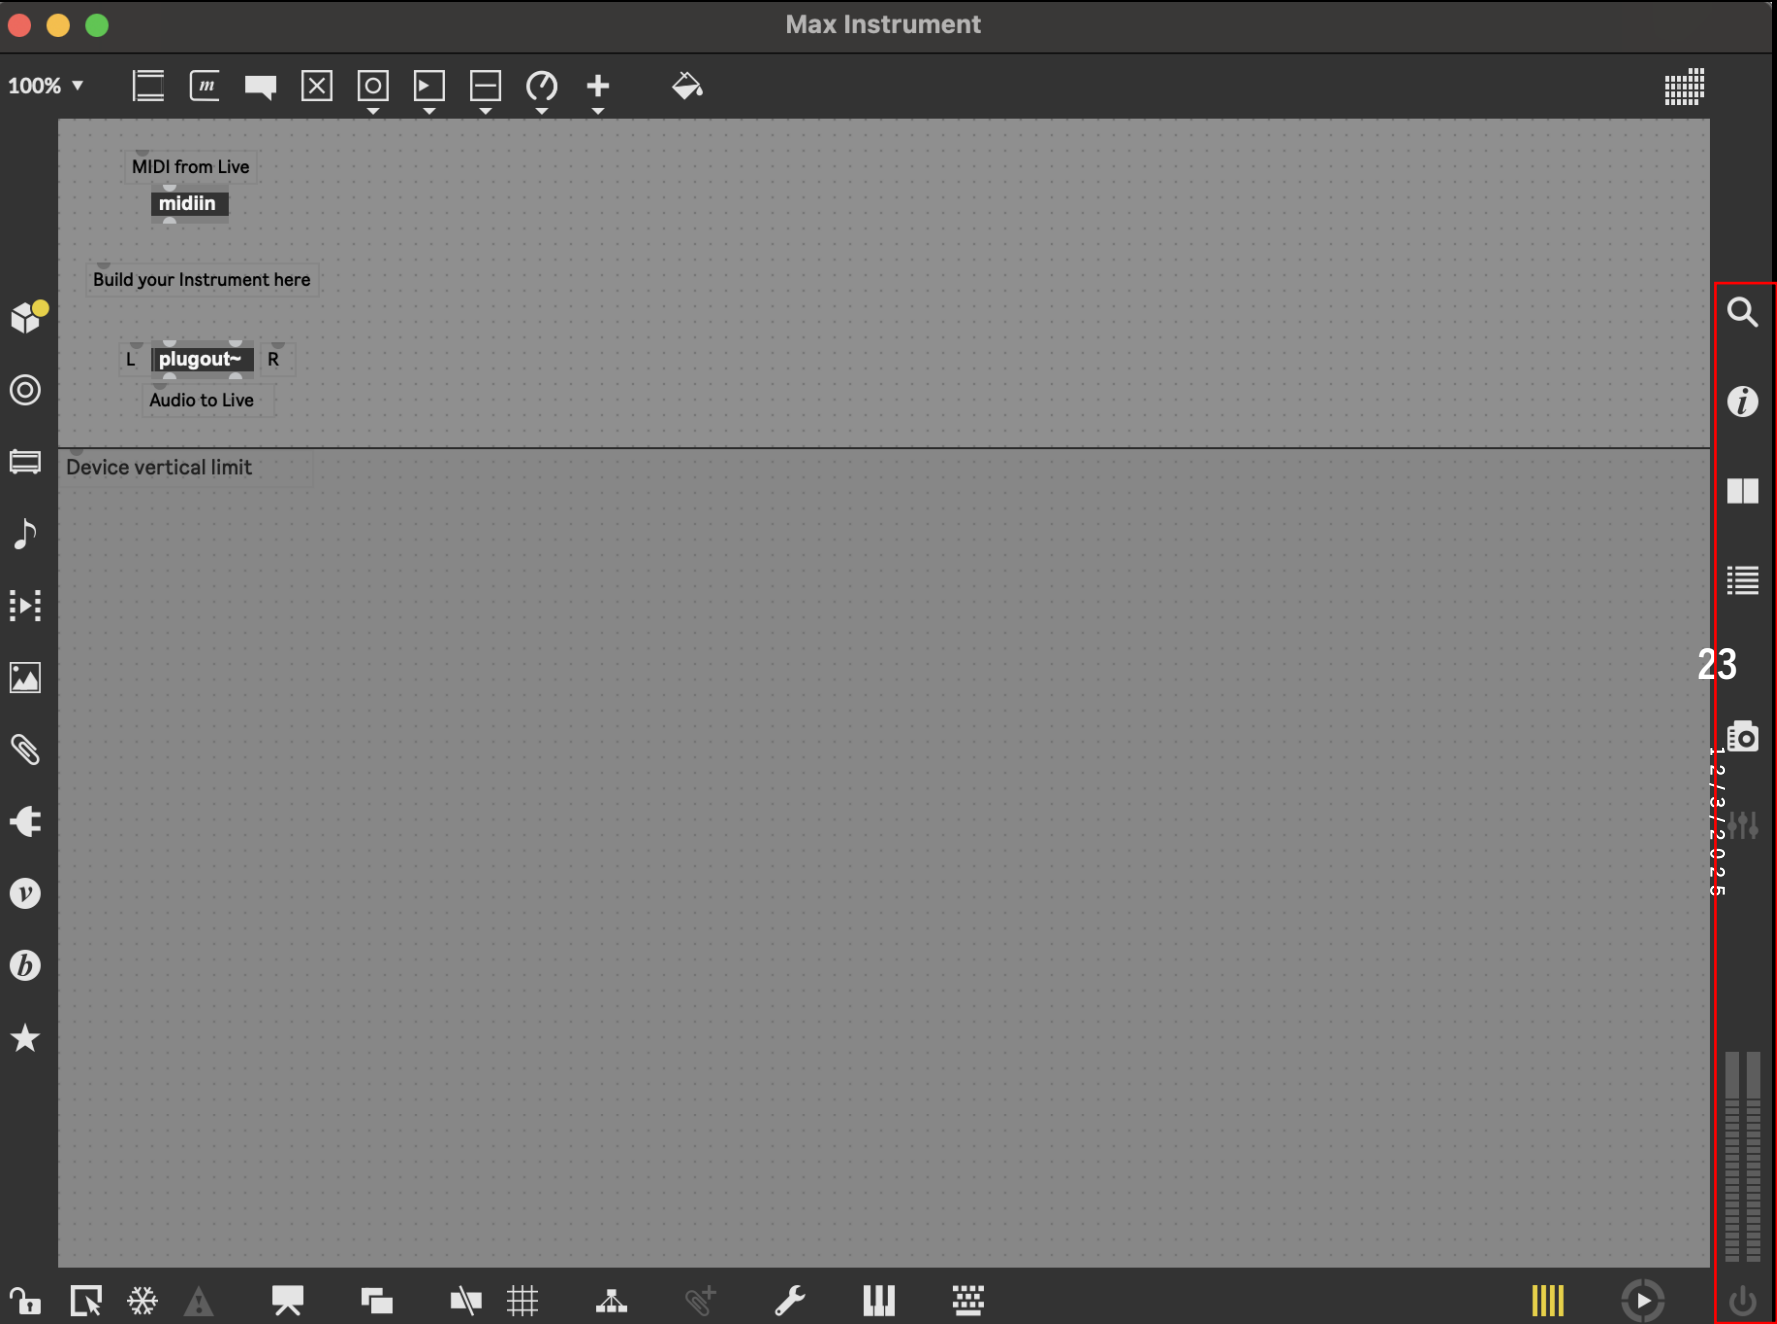 Max Instrument
100%
MIDI from Live
midiin
Build your Instrument here
L plugout~ R
Audio to Live
Device vertical limit
23
12/3/2025